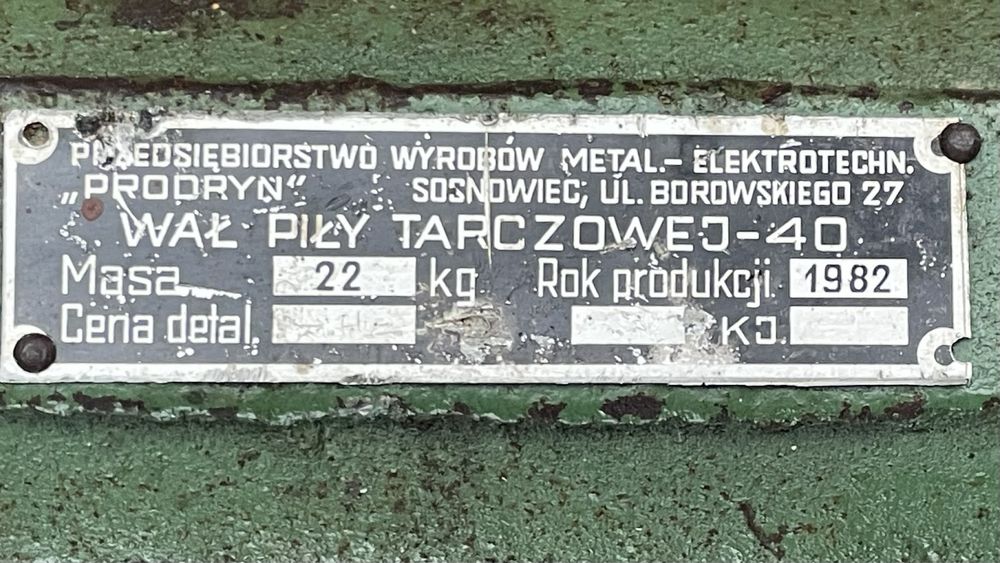 PRZEDSIĘBIORSTWO WYROBÓW METAL.- ELEKTROTECHN.
„PRODRYN" SOSNOWIEC, UL. BOROWSKIEGO 27
WAŁ PIŁY TARCZOWEJ-40
Masa 22 kg Rok produkcji 1982
Cena detal. KJ.